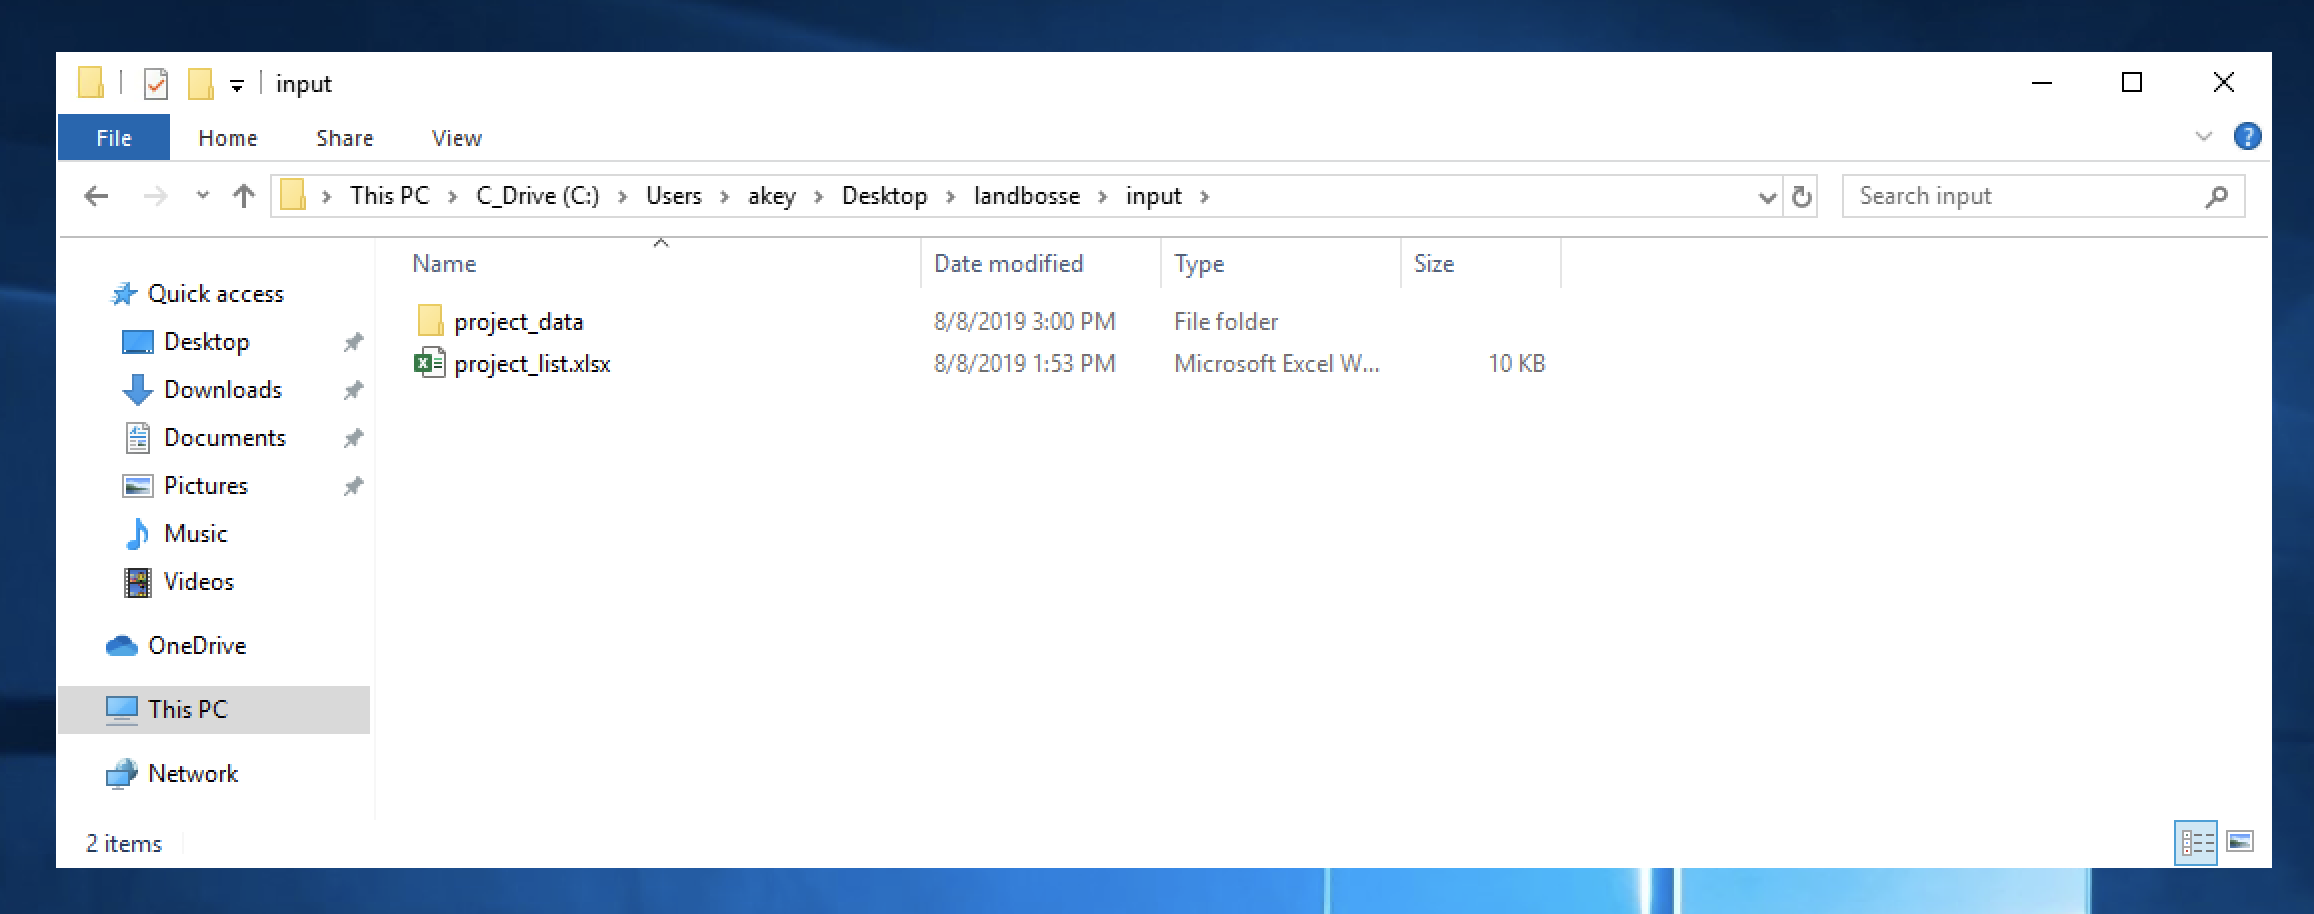 input
File Home Share View
This PC C_Drive (C:) Users akey Desktop landbosse input Search input
Name Date modified Type Size
Quick access
project_data 8/8/2019 3:00 PM File folder
Desktop
project_list.xlsx 8/8/2019 1:53 PM Microsoft Excel W... 10 KB
Downloads
Documents
Pictures
Music
Videos
OneDrive
This PC
Network
2 items